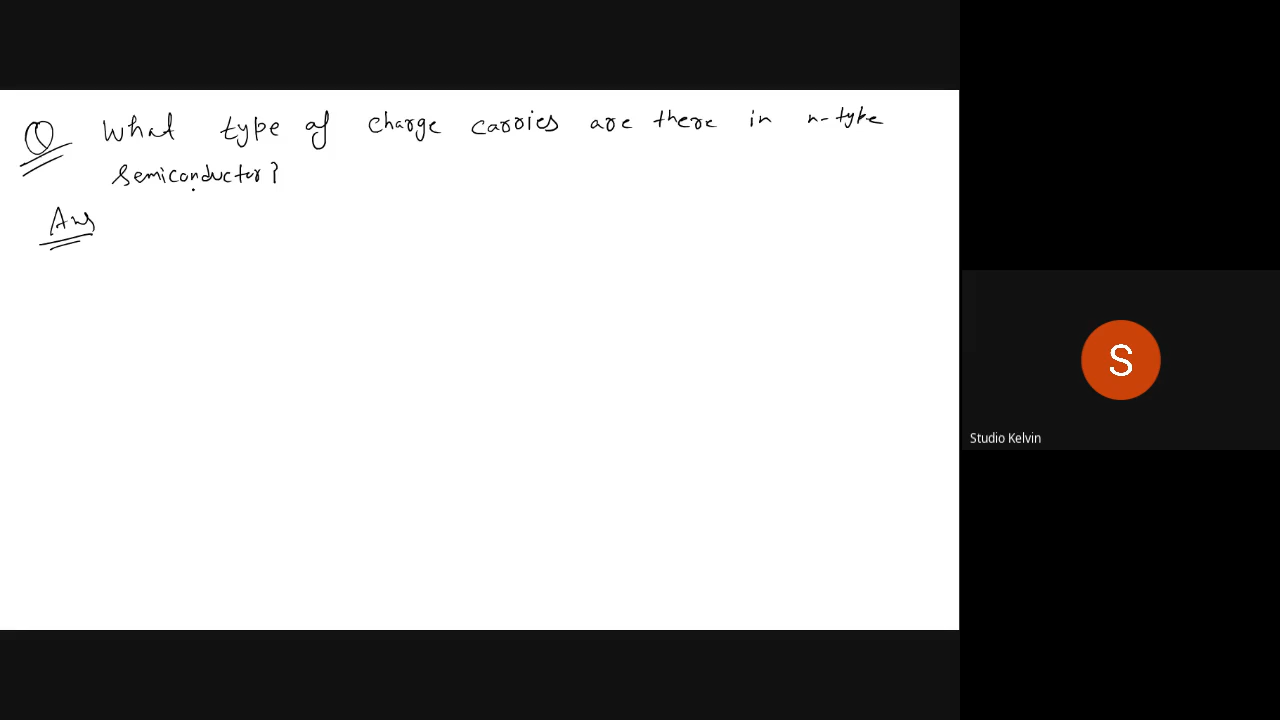 Q What type of charge carries are there in n-type
semiconductor?
Ans
S
Studio Kelvin